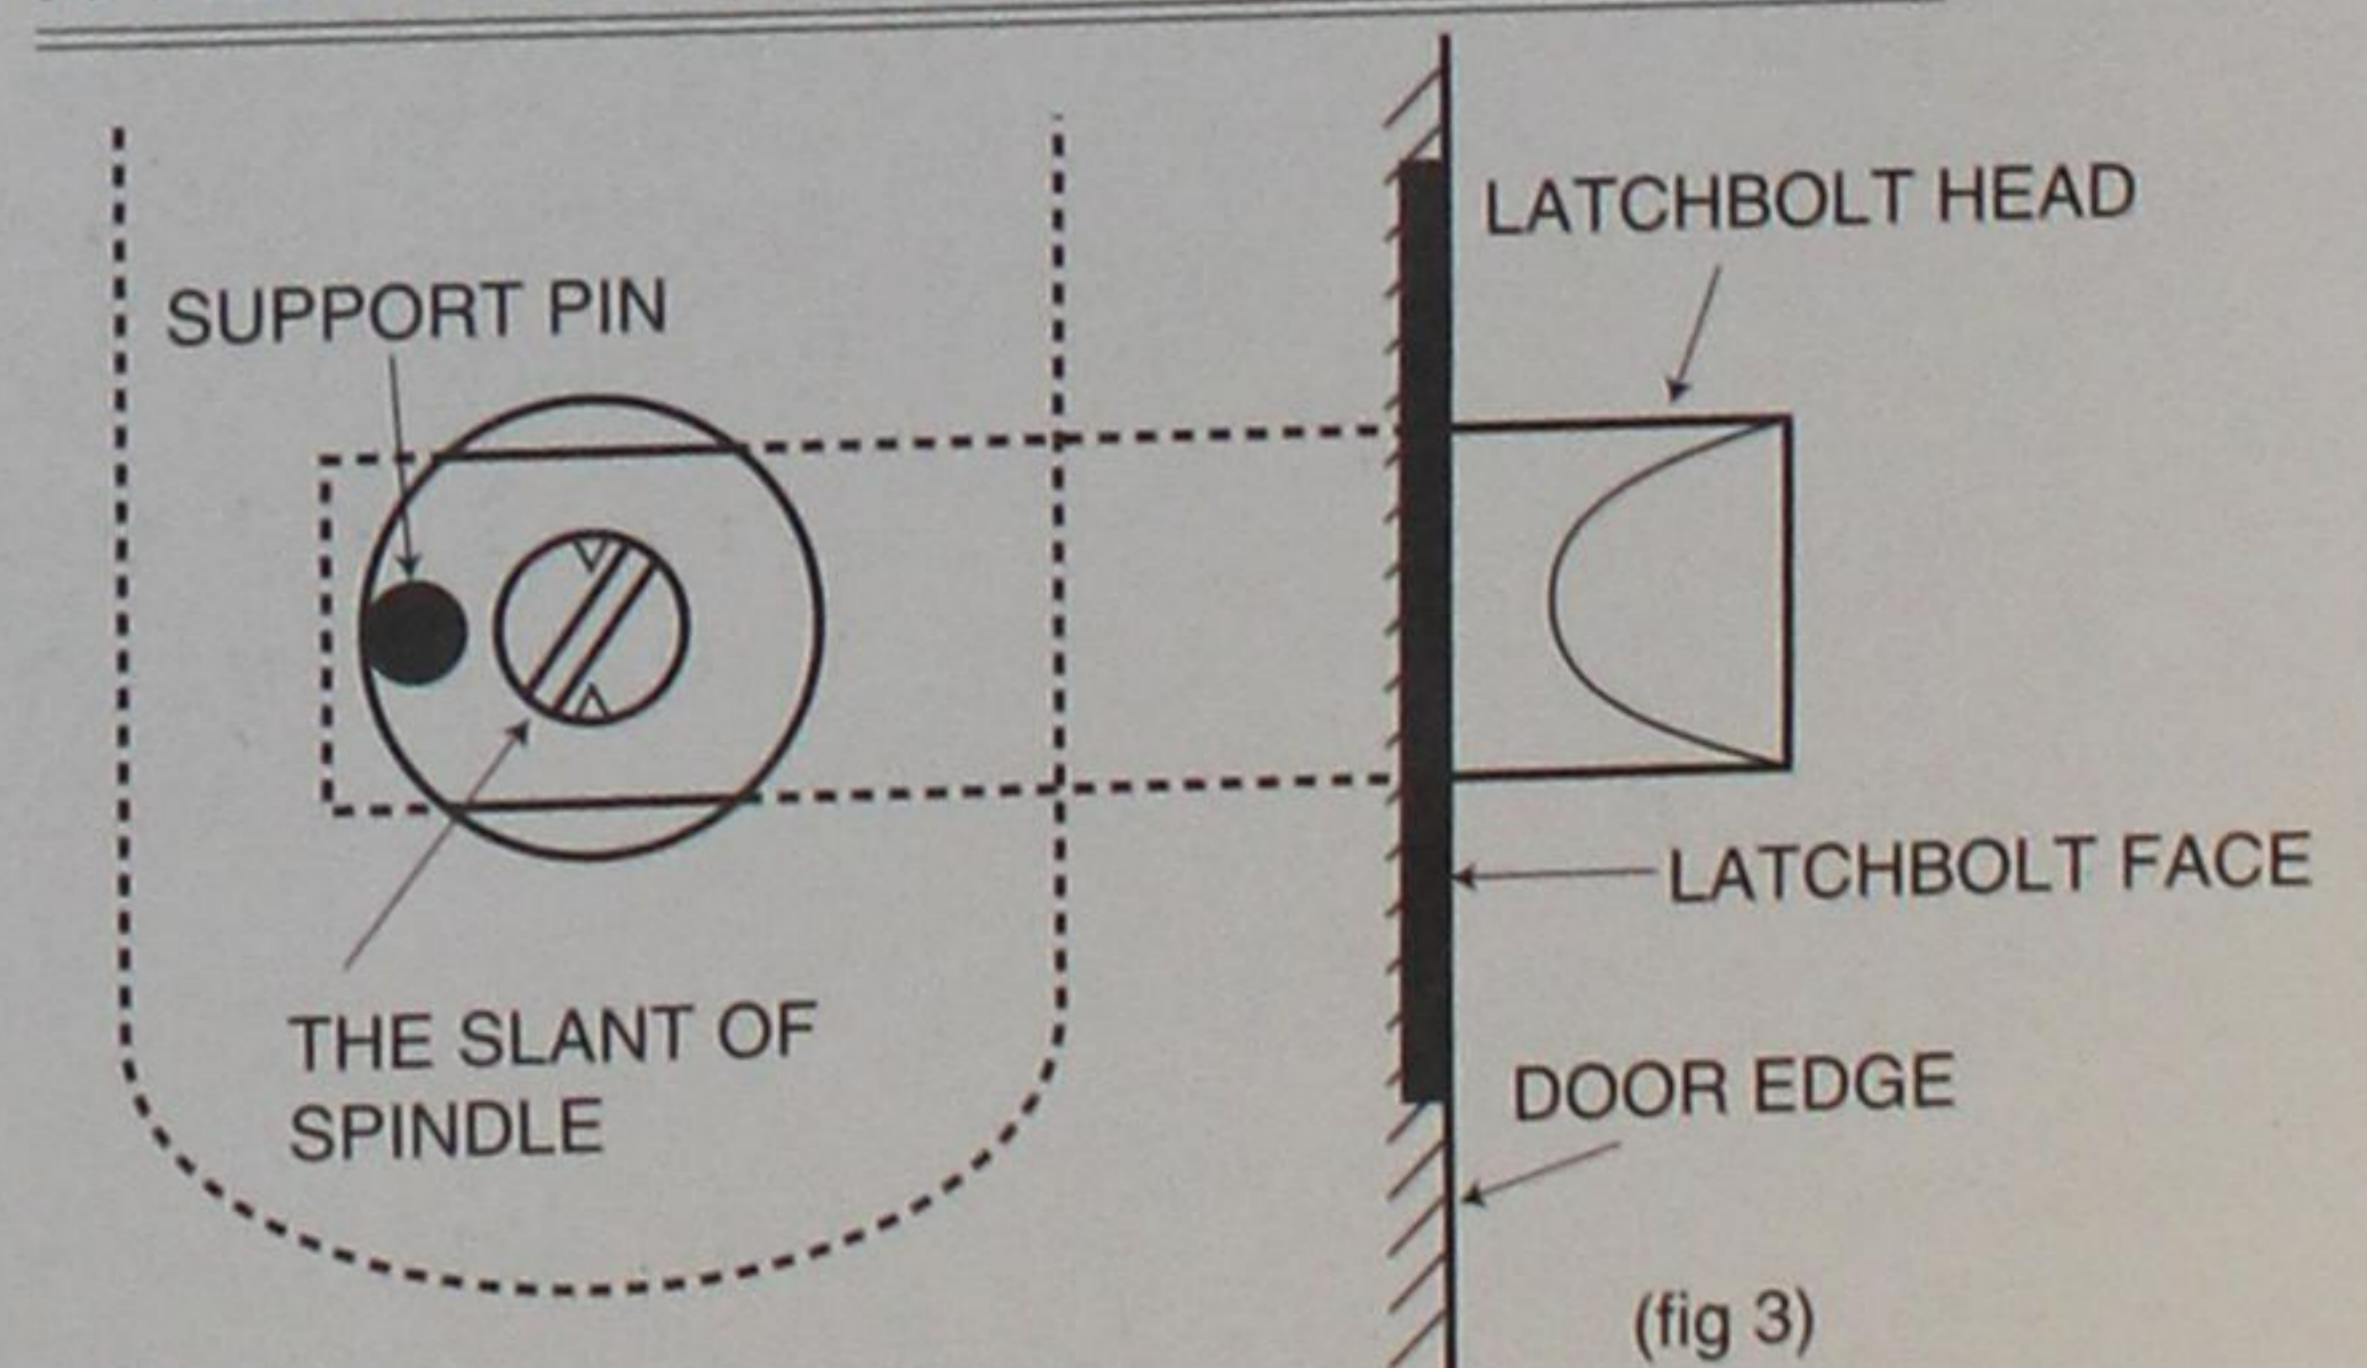 LATCHBOLT HEAD
SUPPORT PIN
LATCHBOLT FACE
THE SLANT OF
SPINDLE
DOOR EDGE
(fig 3)